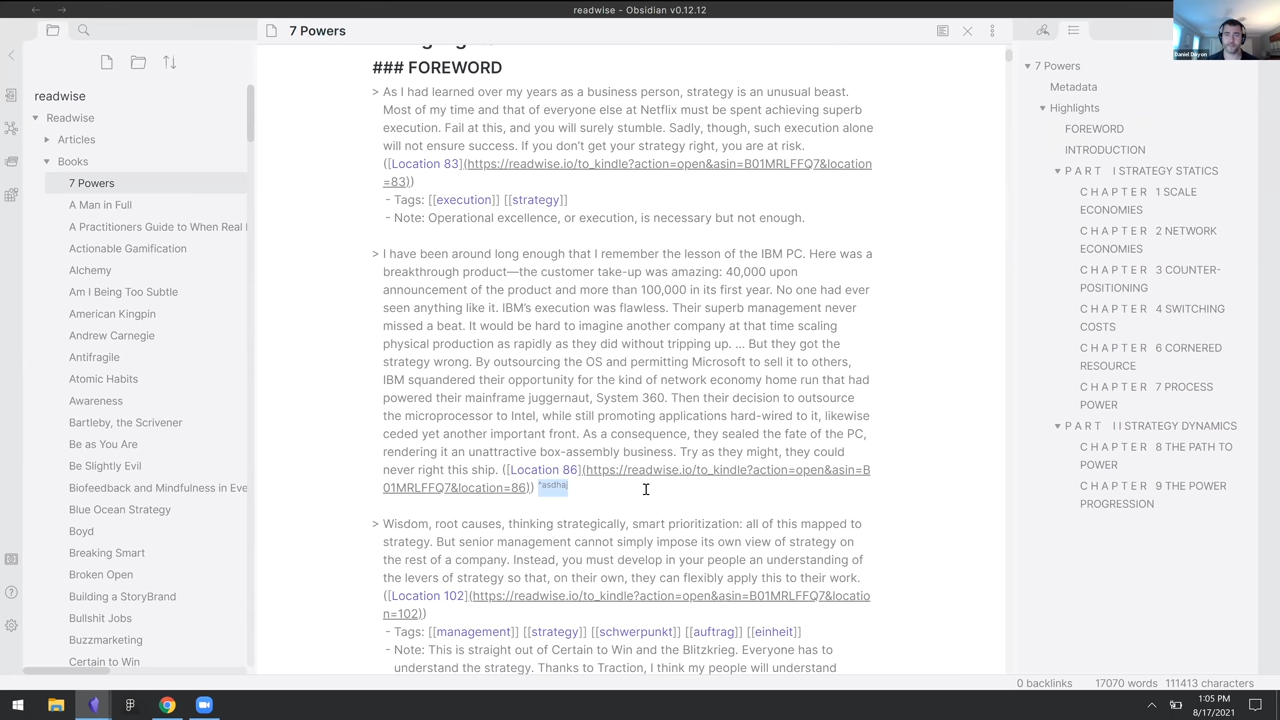 readwise - Obsidian v0.12.12
7 Powers
Daniel Doyon
readwise
Readwise
Articles
Books
7 Powers
A Man in Full
A Practitioners Guide to When Real I
Actionable Gamification
Alchemy
Am I Being Too Subtle
American Kingpin
Andrew Carnegie
Antifragile
Atomic Habits
Awareness
Bartleby, the Scrivener
Be as You Are
Be Slightly Evil
Biofeedback and Mindfulness in Eve
Blue Ocean Strategy
Boyd
Breaking Smart
Broken Open
Building a StoryBrand
Bullshit Jobs
Buzzmarketing
Certain to Win
### FOREWORD
> As I had learned over my years as a business person, strategy is an unusual beast.
Most of my time and that of everyone else at Netflix must be spent achieving superb
execution. Fail at this, and you will surely stumble. Sadly, though, such execution alone
will not ensure success. If you don’t get your strategy right, you are at risk.
([Location 83](https://readwise.io/to_kindle?action=open&asin=B01MRLFFQ7&location
=83))
- Tags: [[execution]] [[strategy]]
- Note: Operational excellence, or execution, is necessary but not enough.
> I have been around long enough that I remember the lesson of the IBM PC. Here was a
breakthrough product—the customer take-up was amazing: 40,000 upon
announcement of the product and more than 100,000 in its first year. No one had ever
seen anything like it. IBM’s execution was flawless. Their superb management never
missed a beat. It would be hard to imagine another company at that time scaling
physical production as rapidly as they did without tripping up. ... But they got the
strategy wrong. By outsourcing the OS and permitting Microsoft to sell it to others,
IBM squandered their opportunity for the kind of network economy home run that had
powered their mainframe juggernaut, System 360. Then their decision to outsource
the microprocessor to Intel, while still promoting applications hard-wired to it, likewise
ceded yet another important front. As a consequence, they sealed the fate of the PC,
rendering it an unattractive box-assembly business. Try as they might, they could
never right this ship. ([Location 86](https://readwise.io/to_kindle?action=open&asin=B
01MRLFFQ7&location=86)) ^asdhaj
> Wisdom, root causes, thinking strategically, smart prioritization: all of this mapped to
strategy. But senior management cannot simply impose its own view of strategy on
the rest of a company. Instead, you must develop in your people an understanding of
the levers of strategy so that, on their own, they can flexibly apply this to their work.
([Location 102](https://readwise.io/to_kindle?action=open&asin=B01MRLFFQ7&locatio
n=102))
- Tags: [[management]] [[strategy]] [[schwerpunkt]] [[auftrag]] [[einheit]]
- Note: This is straight out of Certain to Win and the Blitzkrieg. Everyone has to
understand the strategy. Thanks to Traction, I think my people will understand
7 Powers
Metadata
Highlights
FOREWORD
INTRODUCTION
P A R T I STRATEGY STATICS
C H A P T E R 1 SCALE
ECONOMIES
C H A P T E R 2 NETWORK
ECONOMIES
C H A P T E R 3 COUNTER-
POSITIONING
C H A P T E R 4 SWITCHING
COSTS
C H A P T E R 6 CORNERED
RESOURCE
C H A P T E R 7 PROCESS
POWER
P A R T I I STRATEGY DYNAMICS
C H A P T E R 8 THE PATH TO
POWER
C H A P T E R 9 THE POWER
PROGRESSION
0 backlinks 17070 words 111413 characters
1:05 PM
8/17/2021